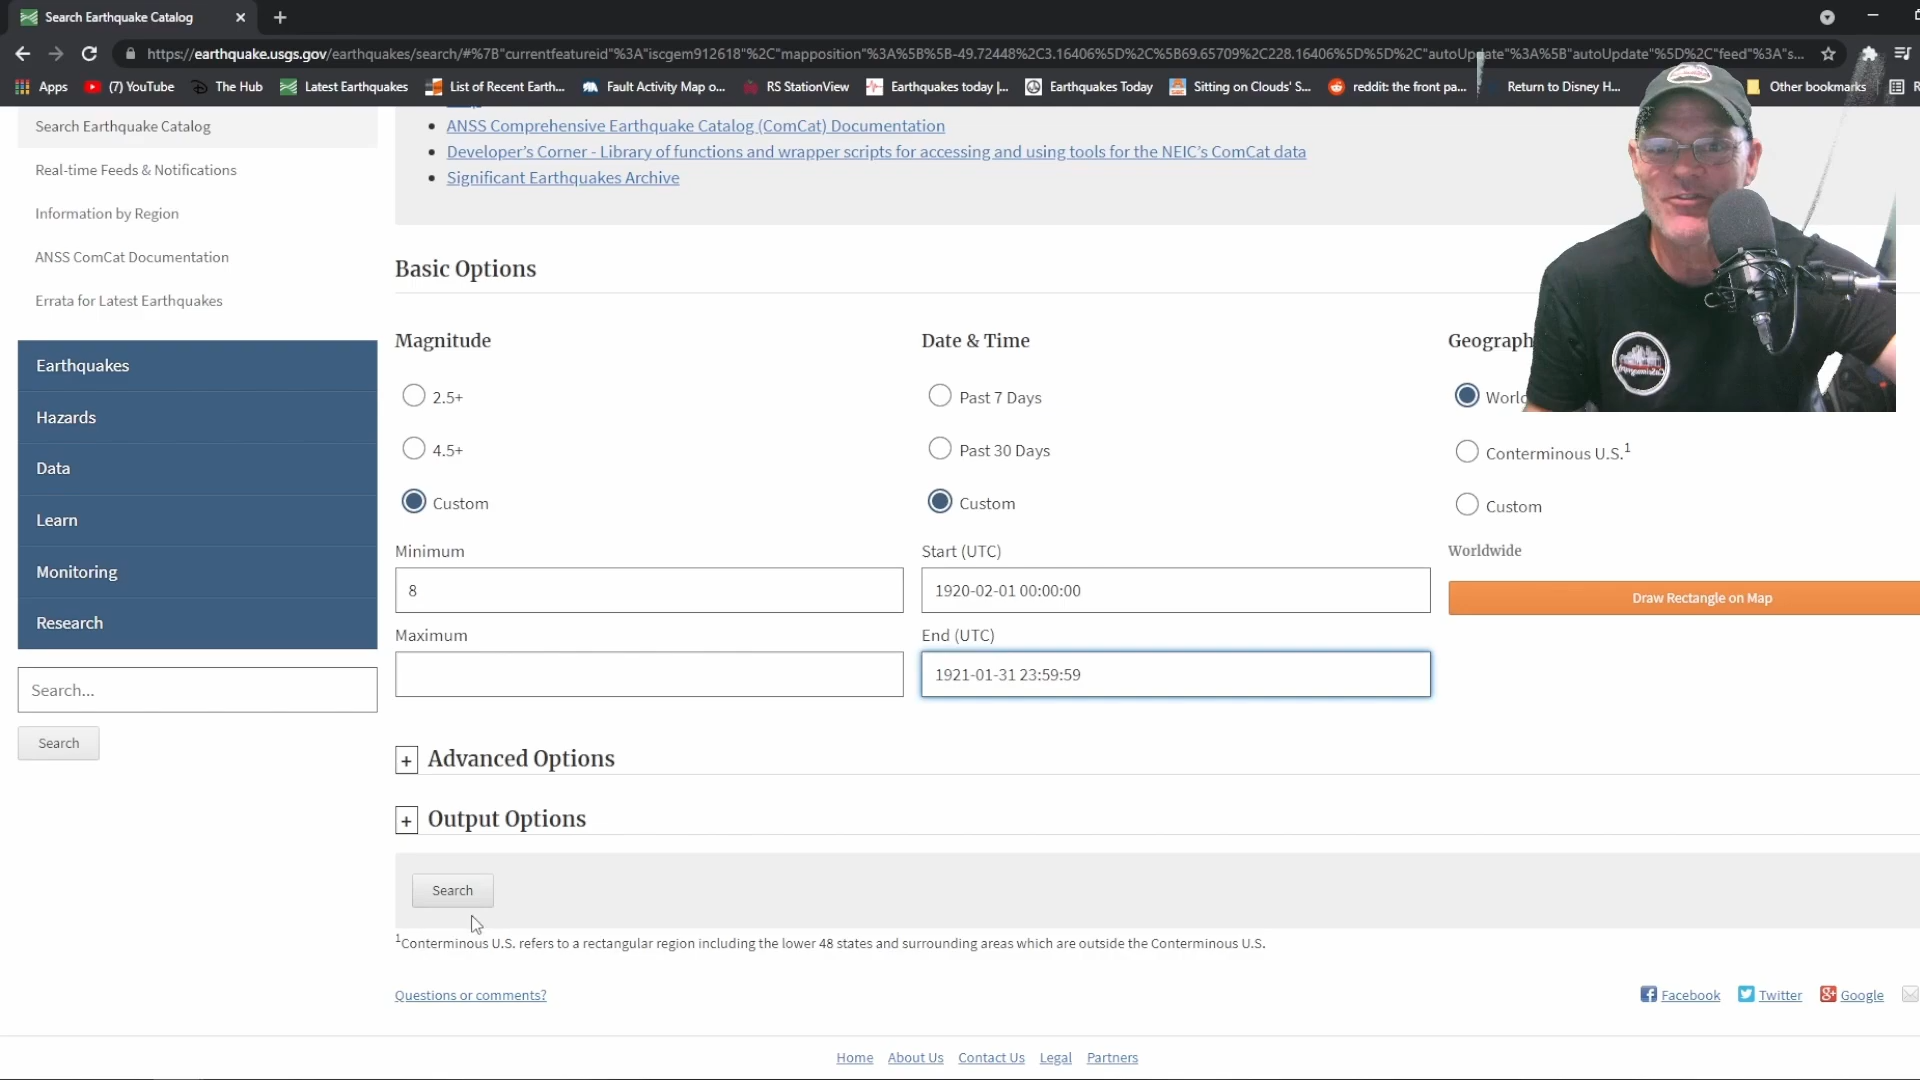 Search Earthquake Catalog
https://earthquake.usgs.gov/earthquakes/search/#%7B"currentfeatureid"%3A"iscgem912618"%2C"mapposition"%3A%5B%5B-49.72448%2C3.16406%5D%2C%5B69.65709%2C228.16406%5D%5D%2C"autoUpdate"%3A%5B"autoUpdate"%5D%2C"feed"%3A"s...
Apps (7) YouTube The Hub Latest Earthquakes List of Recent Earth... Fault Activity Map o... RS StationView Earthquakes today |... Earthquakes Today Sitting on Clouds' S... reddit: the front pa... Return to Disney H... Other bookmarks R
Search Earthquake Catalog
Real-time Feeds & Notifications
Information by Region
ANSS ComCat Documentation
Errata for Latest Earthquakes
Earthquakes
Hazards
Data
Learn
Monitoring
Research
Search...
Search
ANSS Comprehensive Earthquake Catalog (ComCat) Documentation
Developer's Corner - Library of functions and wrapper scripts for accessing and using tools for the NEIC's ComCat data
Significant Earthquakes Archive
Basic Options
Magnitude
2.5+
4.5+
Custom
Minimum
8
Maximum
Date & Time
Past 7 Days
Past 30 Days
Custom
Start (UTC)
1920-02-01 00:00:00
End (UTC)
1921-01-31 23:59:59
Geograph
World
Conterminous U.S.1
Custom
Worldwide
Draw Rectangle on Map
+ Advanced Options
+ Output Options
Search
1Conterminous U.S. refers to a rectangular region including the lower 48 states and surrounding areas which are outside the Conterminous U.S.
Questions or comments?
Facebook Twitter Google
Home About Us Contact Us Legal Partners